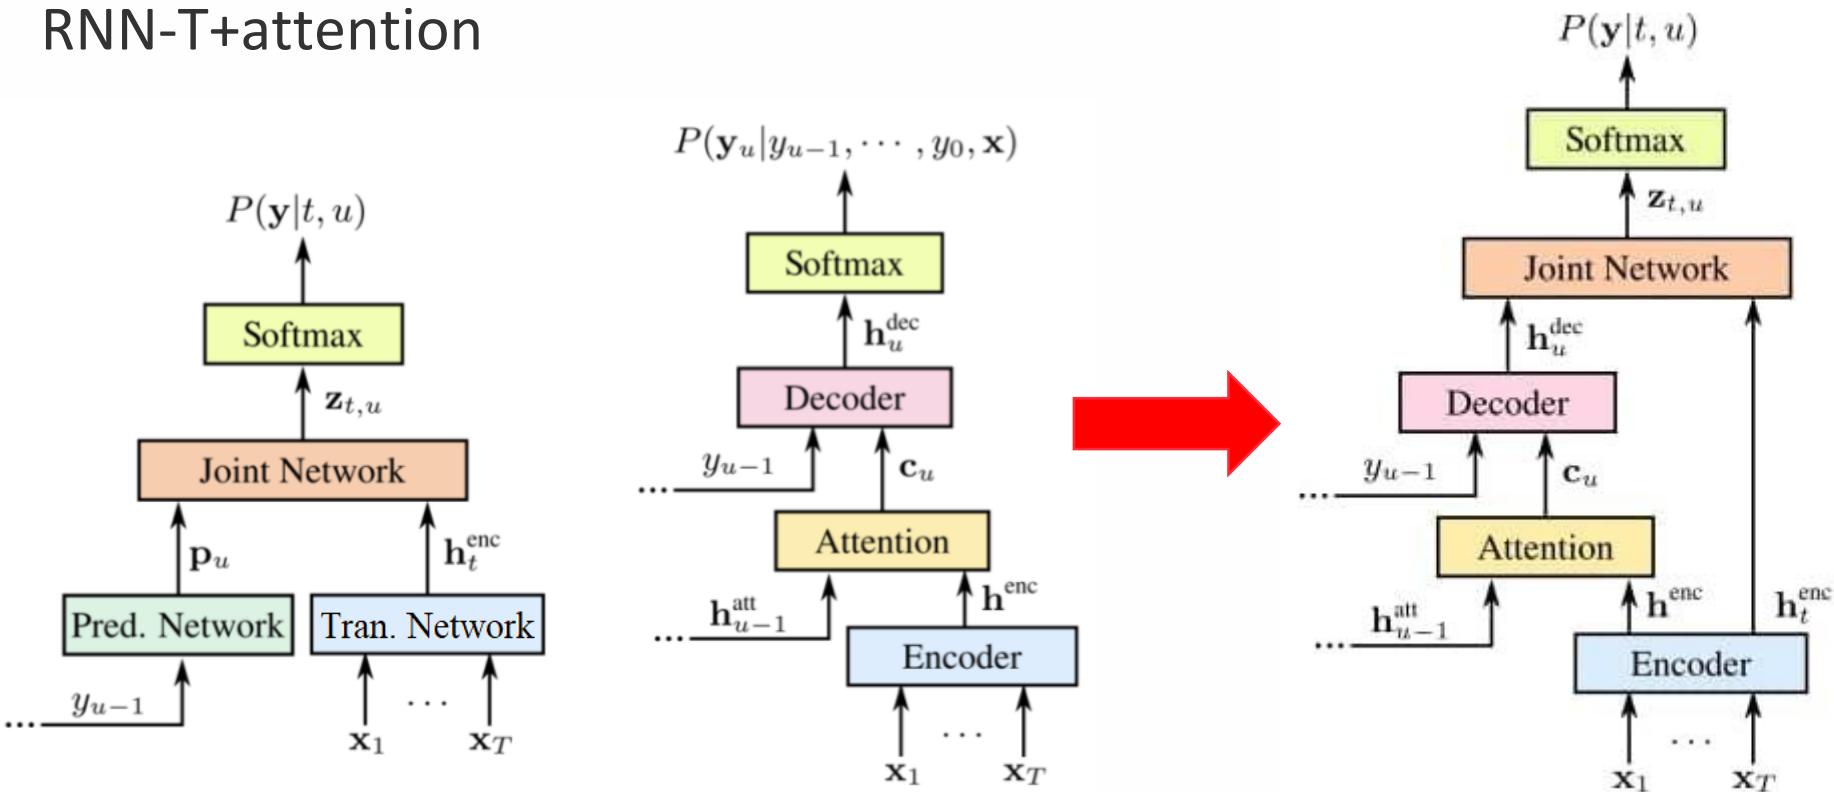 RNN-T+attention
P(y|t, u)
Softmax
z_{t,u}
Joint Network
p_u
h_t^{enc}
Pred. Network
Tran. Network
y_{u−1}
...
x_1
...
x_T
P(y_u|y_{u−1}, ··· , y_0, x)
Softmax
h_u^{dec}
Decoder
y_{u−1}
...
c_u
Attention
h_{u−1}^{att}
...
h^{enc}
Encoder
x_1
...
x_T
P(y|t, u)
Softmax
z_{t,u}
Joint Network
h_u^{dec}
Decoder
y_{u−1}
...
c_u
Attention
h_{u−1}^{att}
...
h^{enc}
h_t^{enc}
Encoder
x_1
...
x_T